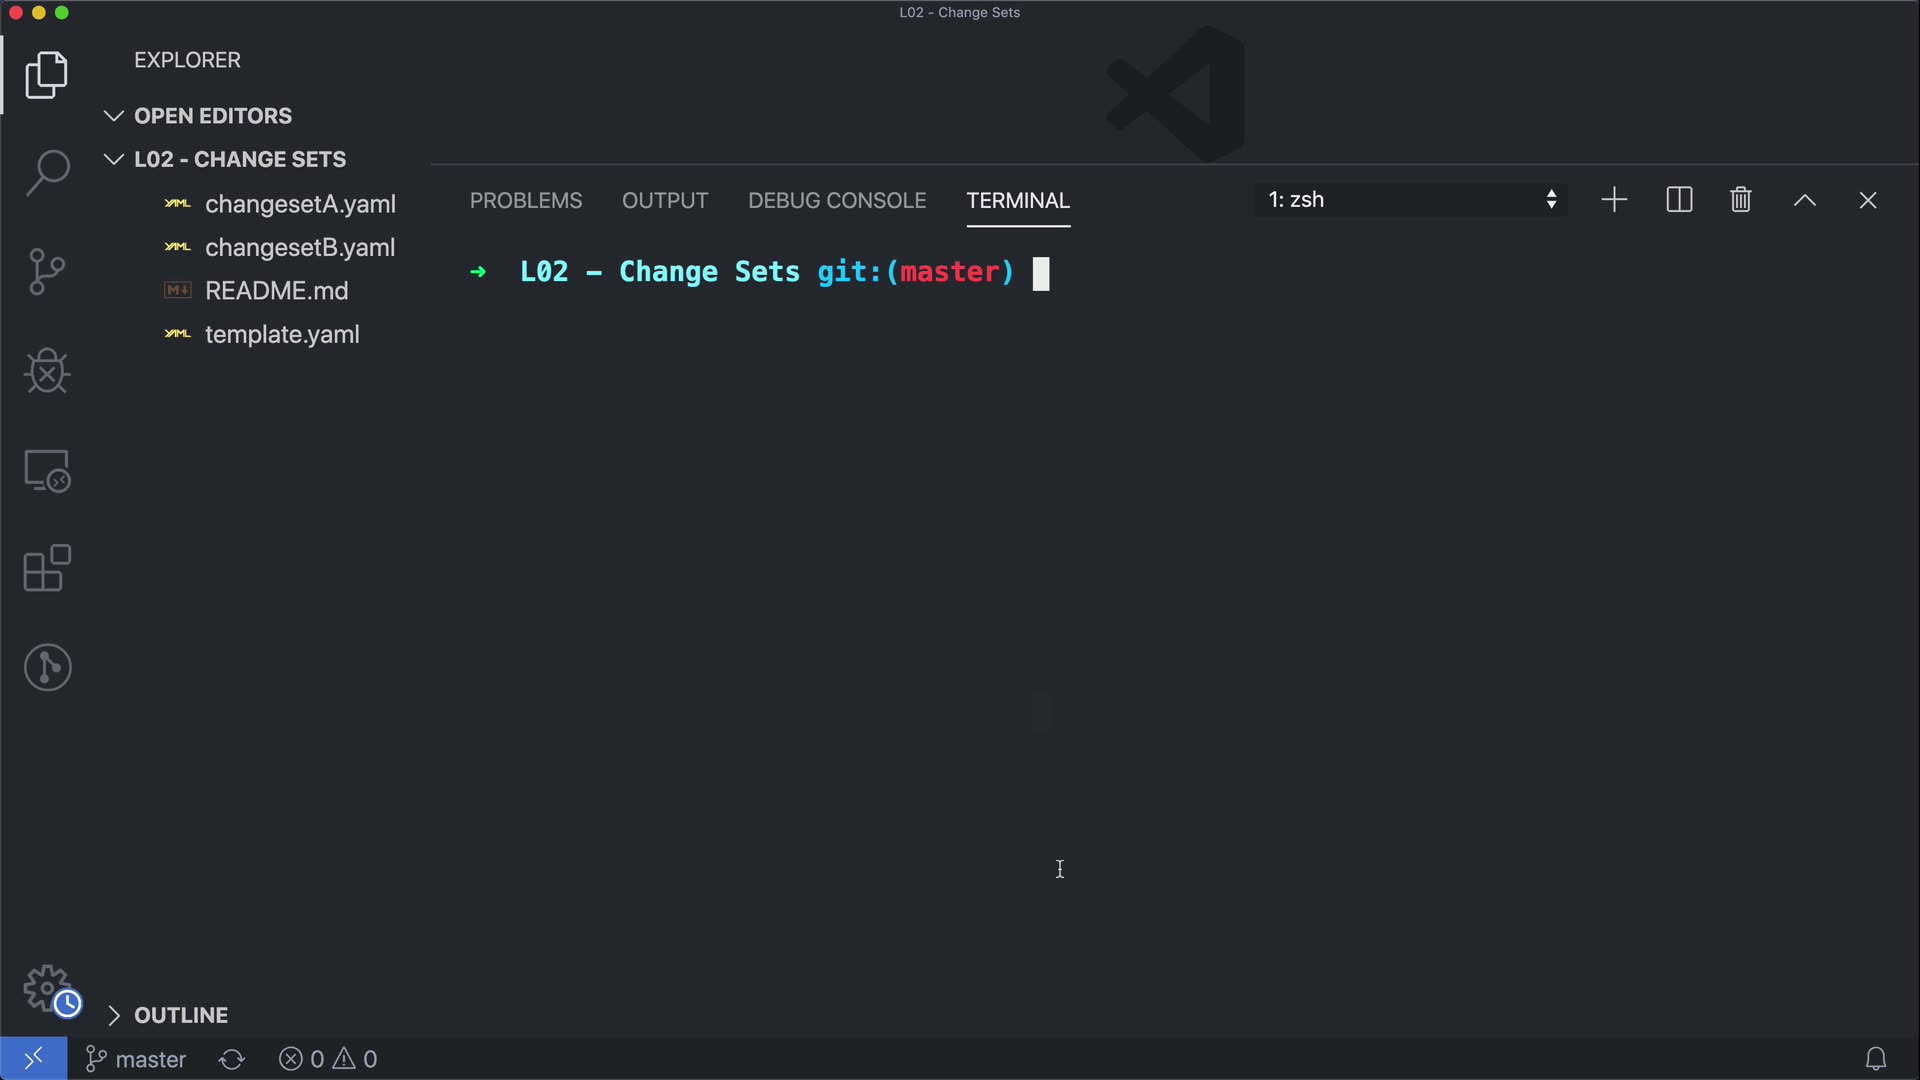 L02 - Change Sets
EXPLORER
OPEN EDITORS
L02 - CHANGE SETS
changesetA.yaml
changesetB.yaml
README.md
template.yaml
PROBLEMS OUTPUT DEBUG CONSOLE TERMINAL 1: zsh
➜ L02 - Change Sets git:(master)
OUTLINE
master 0 0